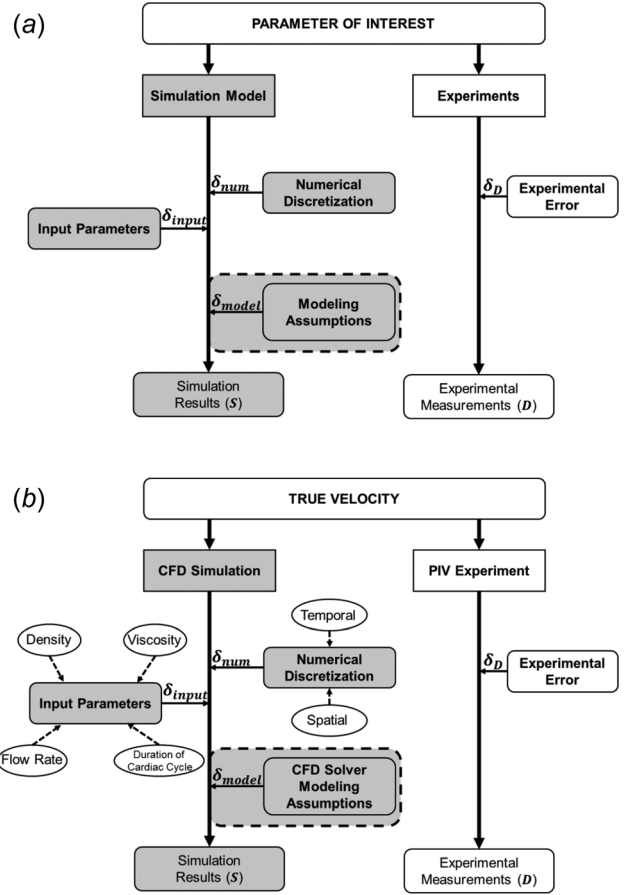 (a)
PARAMETER OF INTEREST
Simulation Model
Experiments
δnum
Numerical
Discretization
δD
Experimental
Error
Input Parameters
δinput
δmodel
Modeling
Assumptions
Simulation
Results (S)
Experimental
Measurements (D)
(b)
TRUE VELOCITY
CFD Simulation
PIV Experiment
Temporal
Density
Viscosity
δnum
Numerical
Discretization
δD
Experimental
Error
Input Parameters
δinput
Spatial
Flow Rate
Duration of
Cardiac Cycle
δmodel
CFD Solver
Modeling
Assumptions
Simulation
Results (S)
Experimental
Measurements (D)